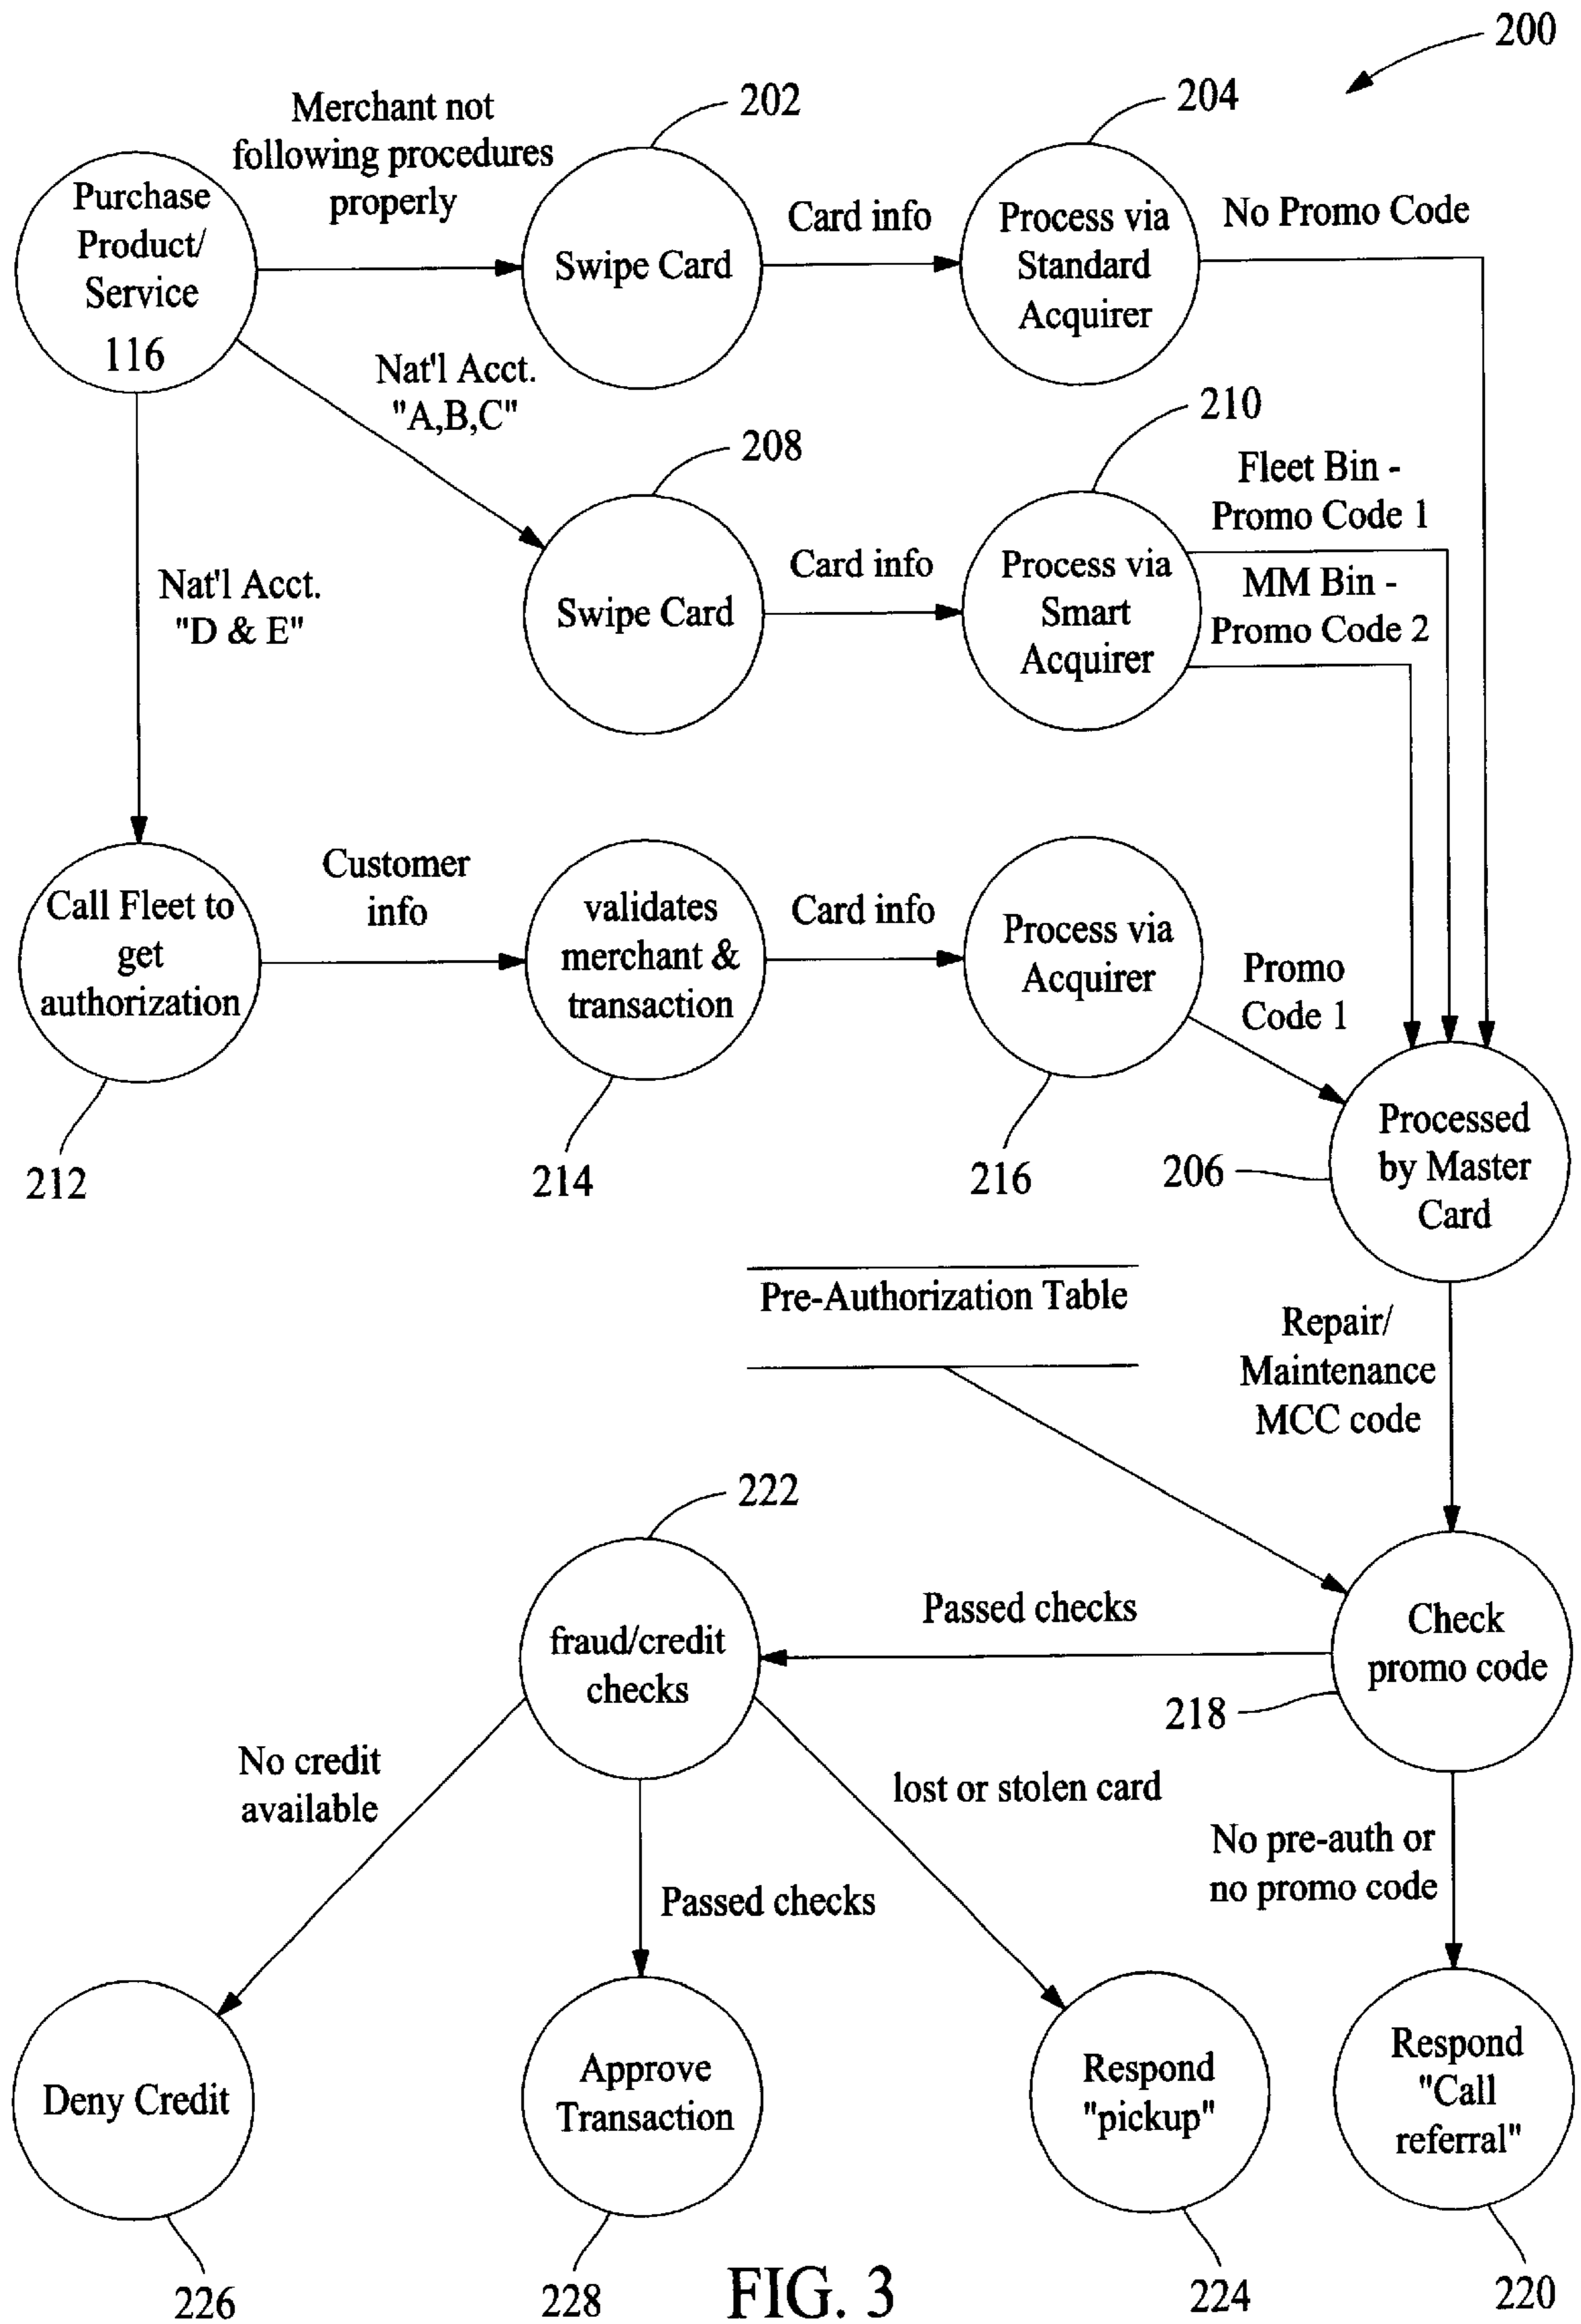 200
Merchant not
following procedures
properly
202
204
Purchase
Product/
Service
116
Swipe Card
Card info
Process via
Standard
Acquirer
No Promo Code
Nat'l Acct.
"A,B,C"
208
210
Swipe Card
Card info
Process via
Smart
Acquirer
Fleet Bin -
Promo Code 1
MM Bin -
Promo Code 2
Nat'l Acct.
"D & E"
Call Fleet to
get
authorization
Customer
info
validates
merchant &
transaction
Card info
Process via
Acquirer
Promo
Code 1
212
214
216
206
Processed
by Master
Card
Pre-Authorization Table
Repair/
Maintenance
MCC code
222
fraud/credit
checks
Passed checks
Check
promo code
218
No credit
available
Passed checks
lost or stolen card
No pre-auth or
no promo code
Deny Credit
Approve
Transaction
Respond
"pickup"
Respond
"Call
referral"
226
228
224
220
FIG. 3